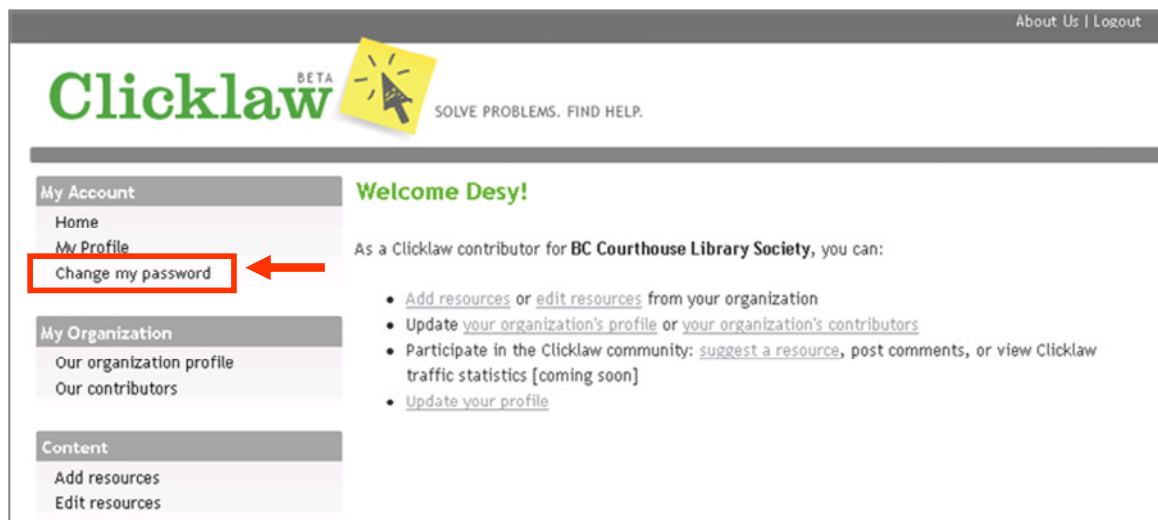 About Us | Logout
Clicklaw BETA
SOLVE PROBLEMS. FIND HELP.
My Account
Home
My Profile
Change my password
My Organization
Our organization profile
Our contributors
Content
Add resources
Edit resources
Welcome Desy!
As a Clicklaw contributor for BC Courthouse Library Society, you can:
• Add resources or edit resources from your organization
• Update your organization's profile or your organization's contributors
• Participate in the Clicklaw community: suggest a resource, post comments, or view Clicklaw
traffic statistics [coming soon]
• Update your profile